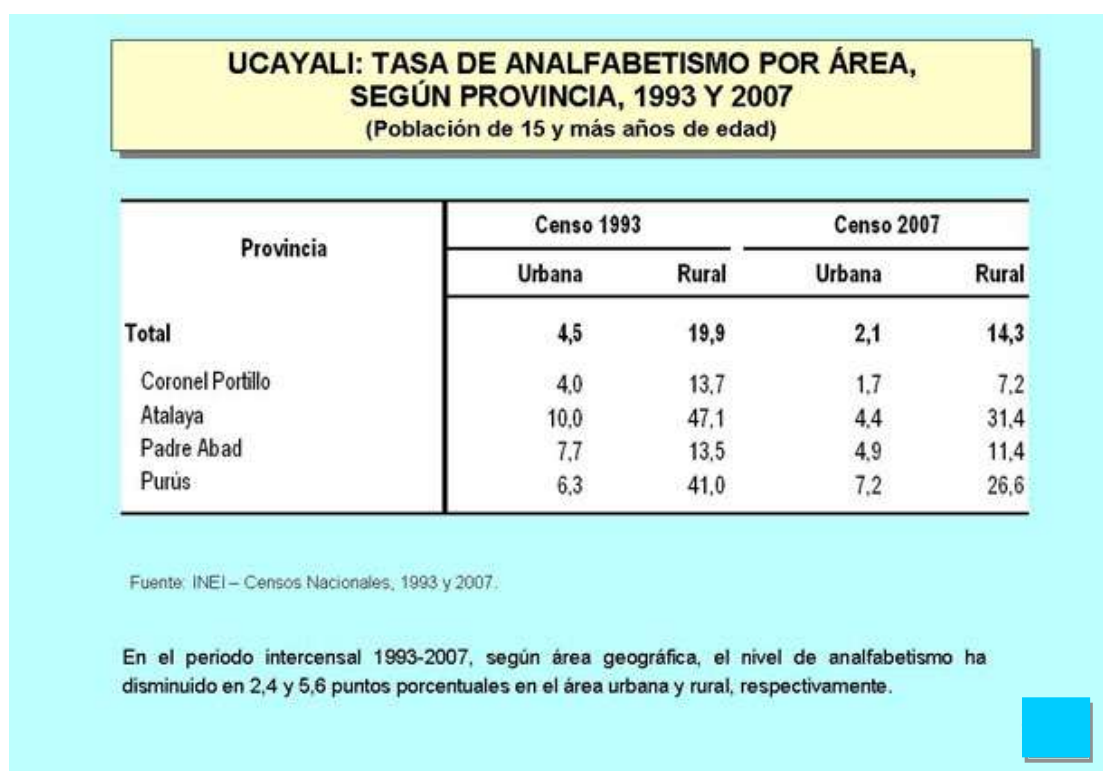 UCAYALI: TASA DE ANALFABETISMO POR ÁREA,
SEGÚN PROVINCIA, 1993 Y 2007
(Población de 15 y más años de edad)
Provincia Censo 1993 Censo 2007
Urbana Rural Urbana Rural
Total 4,5 19,9 2,1 14,3
Coronel Portillo 4,0 13,7 1,7 7,2
Atalaya 10,0 47,1 4,4 31,4
Padre Abad 7,7 13,5 4,9 11,4
Purús 6,3 41,0 7,2 26,6
Fuente: INEI – Censos Nacionales, 1993 y 2007.
En el periodo intercensal 1993-2007, según área geográfica, el nivel de analfabetismo ha
disminuido en 2,4 y 5,6 puntos porcentuales en el área urbana y rural, respectivamente.